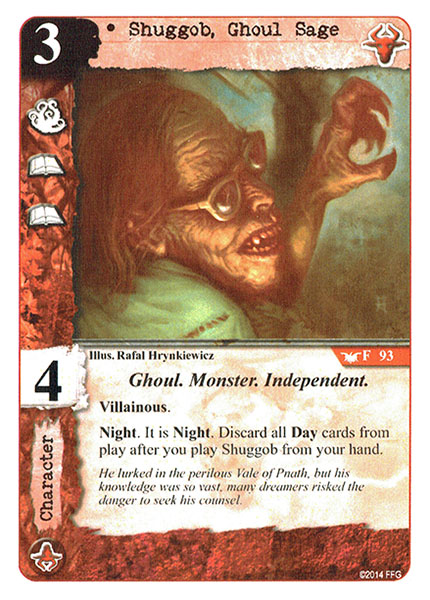 3
• Shuggob, Ghoul Sage
Illus. Rafal Hrynkiewicz
F 93
4
Ghoul. Monster. Independent.
Villainous.
Night. It is Night. Discard all Day cards from
play after you play Shuggob from your hand.
He lurked in the perilous Vale of Pnath, but his
knowledge was so vast, many dreamers risked the
danger to seek his counsel.
Character
©2014 FFG